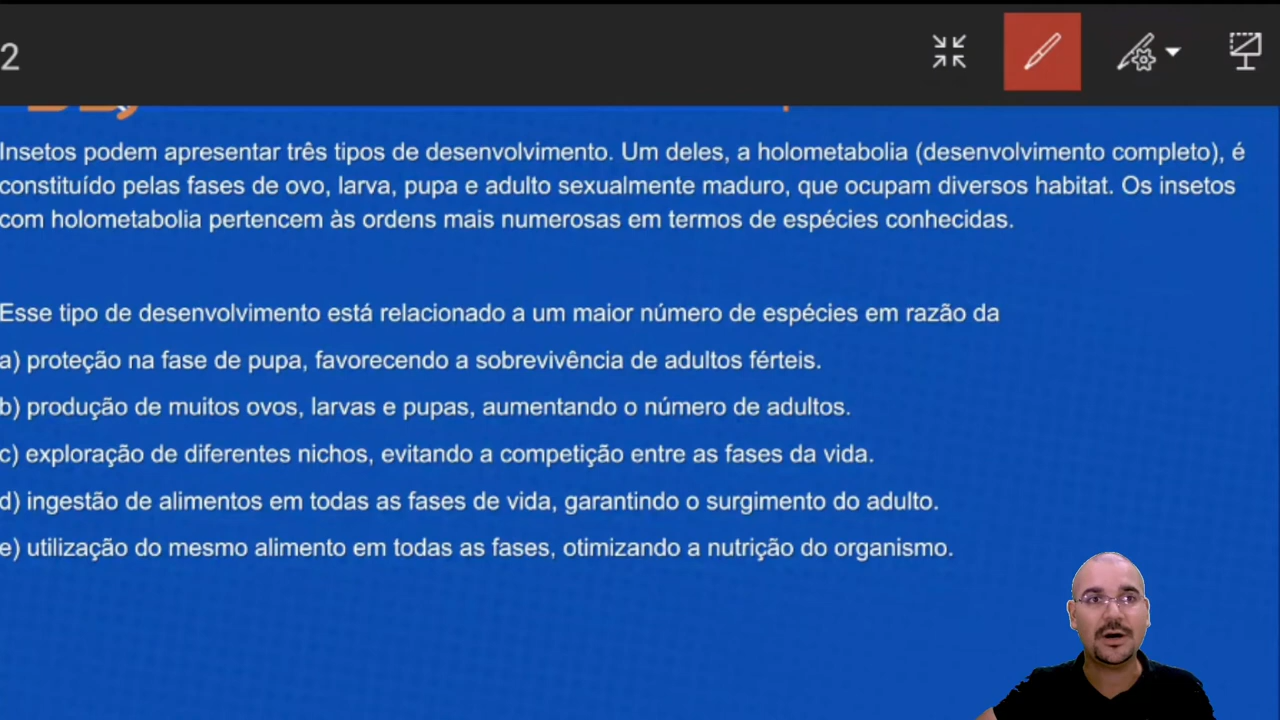 2
Insetos podem apresentar três tipos de desenvolvimento. Um deles, a holometabolia (desenvolvimento completo), é
constituído pelas fases de ovo, larva, pupa e adulto sexualmente maduro, que ocupam diversos habitat. Os insetos
com holometabolia pertencem às ordens mais numerosas em termos de espécies conhecidas.
Esse tipo de desenvolvimento está relacionado a um maior número de espécies em razão da
a) proteção na fase de pupa, favorecendo a sobrevivência de adultos férteis.
b) produção de muitos ovos, larvas e pupas, aumentando o número de adultos.
c) exploração de diferentes nichos, evitando a competição entre as fases da vida.
d) ingestão de alimentos em todas as fases de vida, garantindo o surgimento do adulto.
e) utilização do mesmo alimento em todas as fases, otimizando a nutrição do organismo.